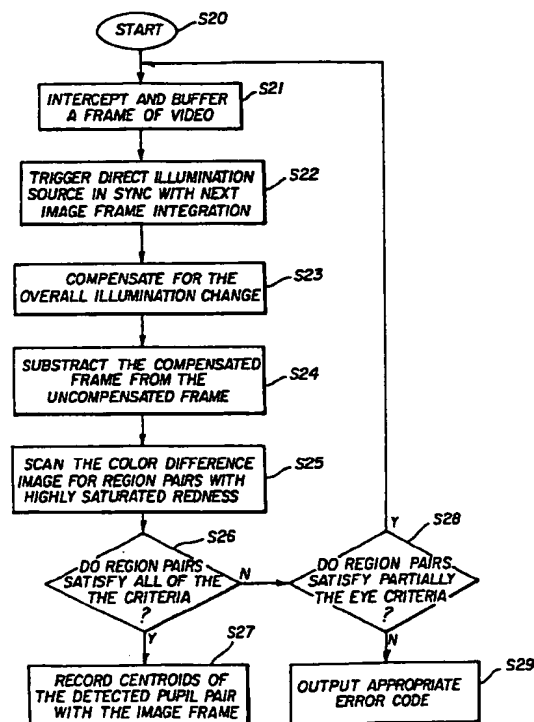 START
S20
INTERCEPT AND BUFFER
A FRAME OF VIDEO
S21
TRIGGER DIRECT ILLUMINATION
SOURCE IN SYNC WITH NEXT
IMAGE FRAME INTEGRATION
S22
COMPENSATE FOR THE
OVERALL ILLUMINATION CHANGE
S23
SUBSTRACT THE COMPENSATED
FRAME FROM THE
UNCOMPENSATED FRAME
S24
SCAN THE COLOR DIFFERENCE
IMAGE FOR REGION PAIRS WITH
HIGHLY SATURATED REDNESS
S25
S26
DO REGION PAIRS
SATISFY ALL OF THE
THE CRITERIA
?
N
Y
S28
DO REGION PAIRS
SATISFY PARTIALLY
THE EYE CRITERIA
?
Y
N
S27
RECORD CENTROIDS OF
THE DETECTED PUPIL PAIR
WITH THE IMAGE FRAME
OUTPUT APPROPRIATE
ERROR CODE
S29